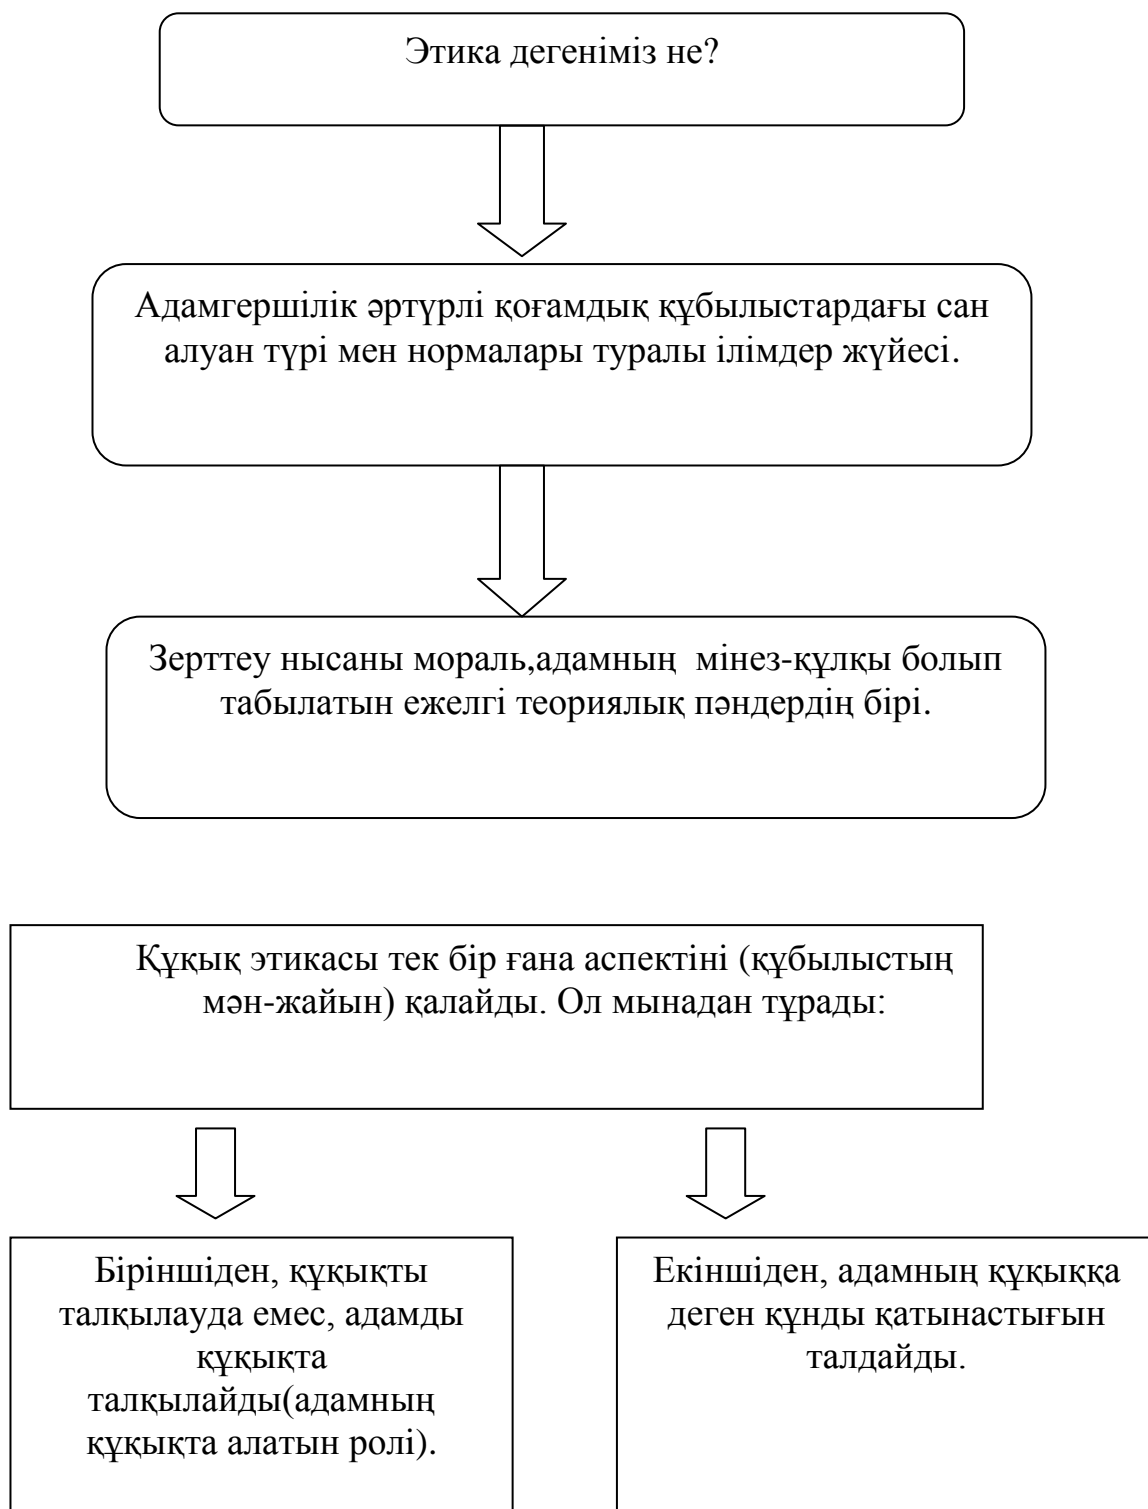 Этика дегеніміз не?
Адамгершілік әртүрлі қоғамдық құбылыстардағы сан
алуан түрі мен нормалары туралы ілімдер жүйесі.
Зерттеу нысаны мораль,адамның  мінез-құлқы болып
табылатын ежелгі теориялық пәндердің бірі.
Құқық этикасы тек бір ғана аспектіні (құбылыстың
мән-жайын) қалайды. Ол мынадан тұрады:
Біріншіден, құқықты
талқылауда емес, адамды
құқықта
талқылайды(адамның
құқықта алатын ролі).
Екіншіден, адамның құқыққа
деген құнды қатынастығын
талдайды.